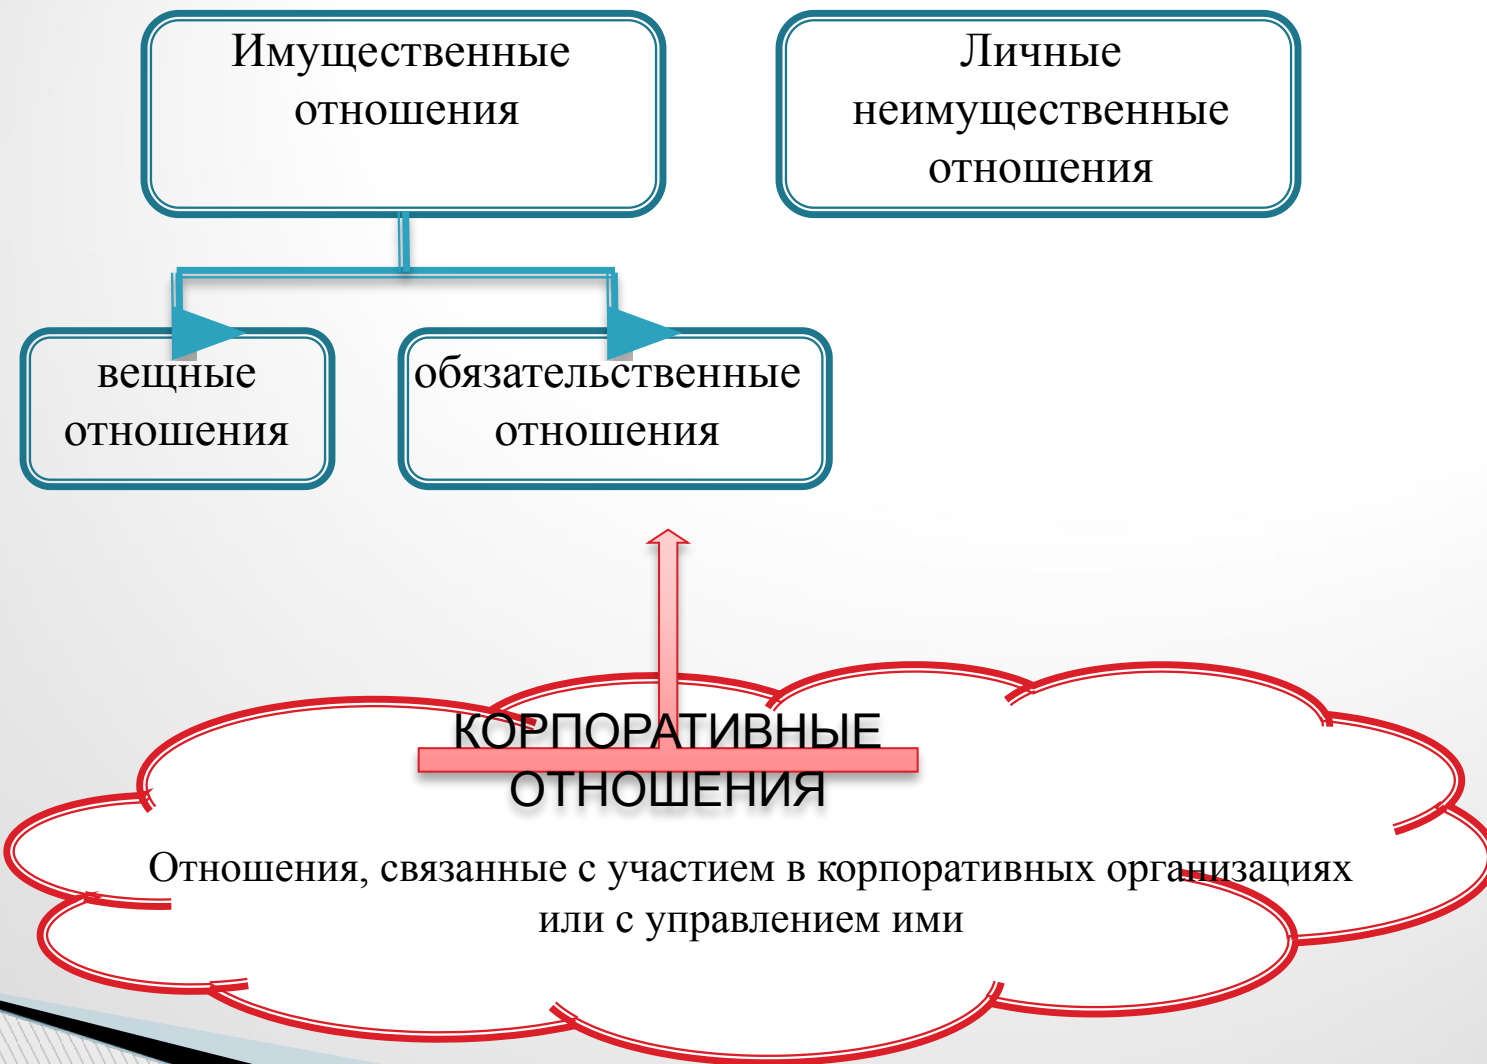 Имущественные
отношения
Личные
неимущественные
отношения
вещные
отношения
обязательственные
отношения
КОРПОРАТИВНЫЕ
ОТНОШЕНИЯ
Отношения, связанные с участием в корпоративных организациях
или с управлением ими